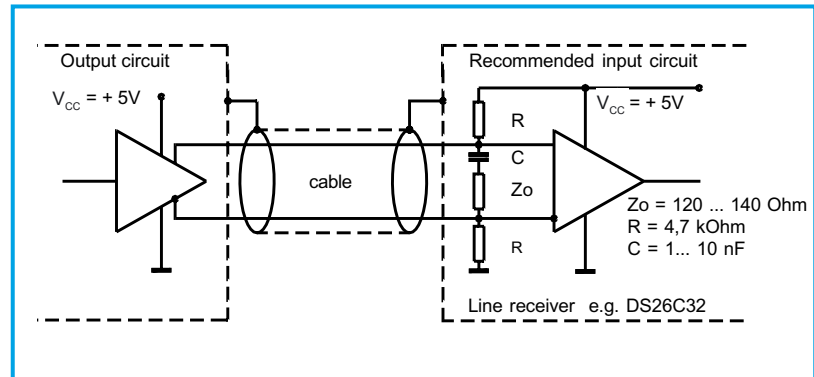 Output circuit
V_CC = + 5V
cable
Recommended input circuit
V_CC = + 5V
R
C
Zo
R
Zo = 120 ... 140 Ohm
R = 4,7 kOhm
C = 1... 10 nF
Line receiver e.g. DS26C32